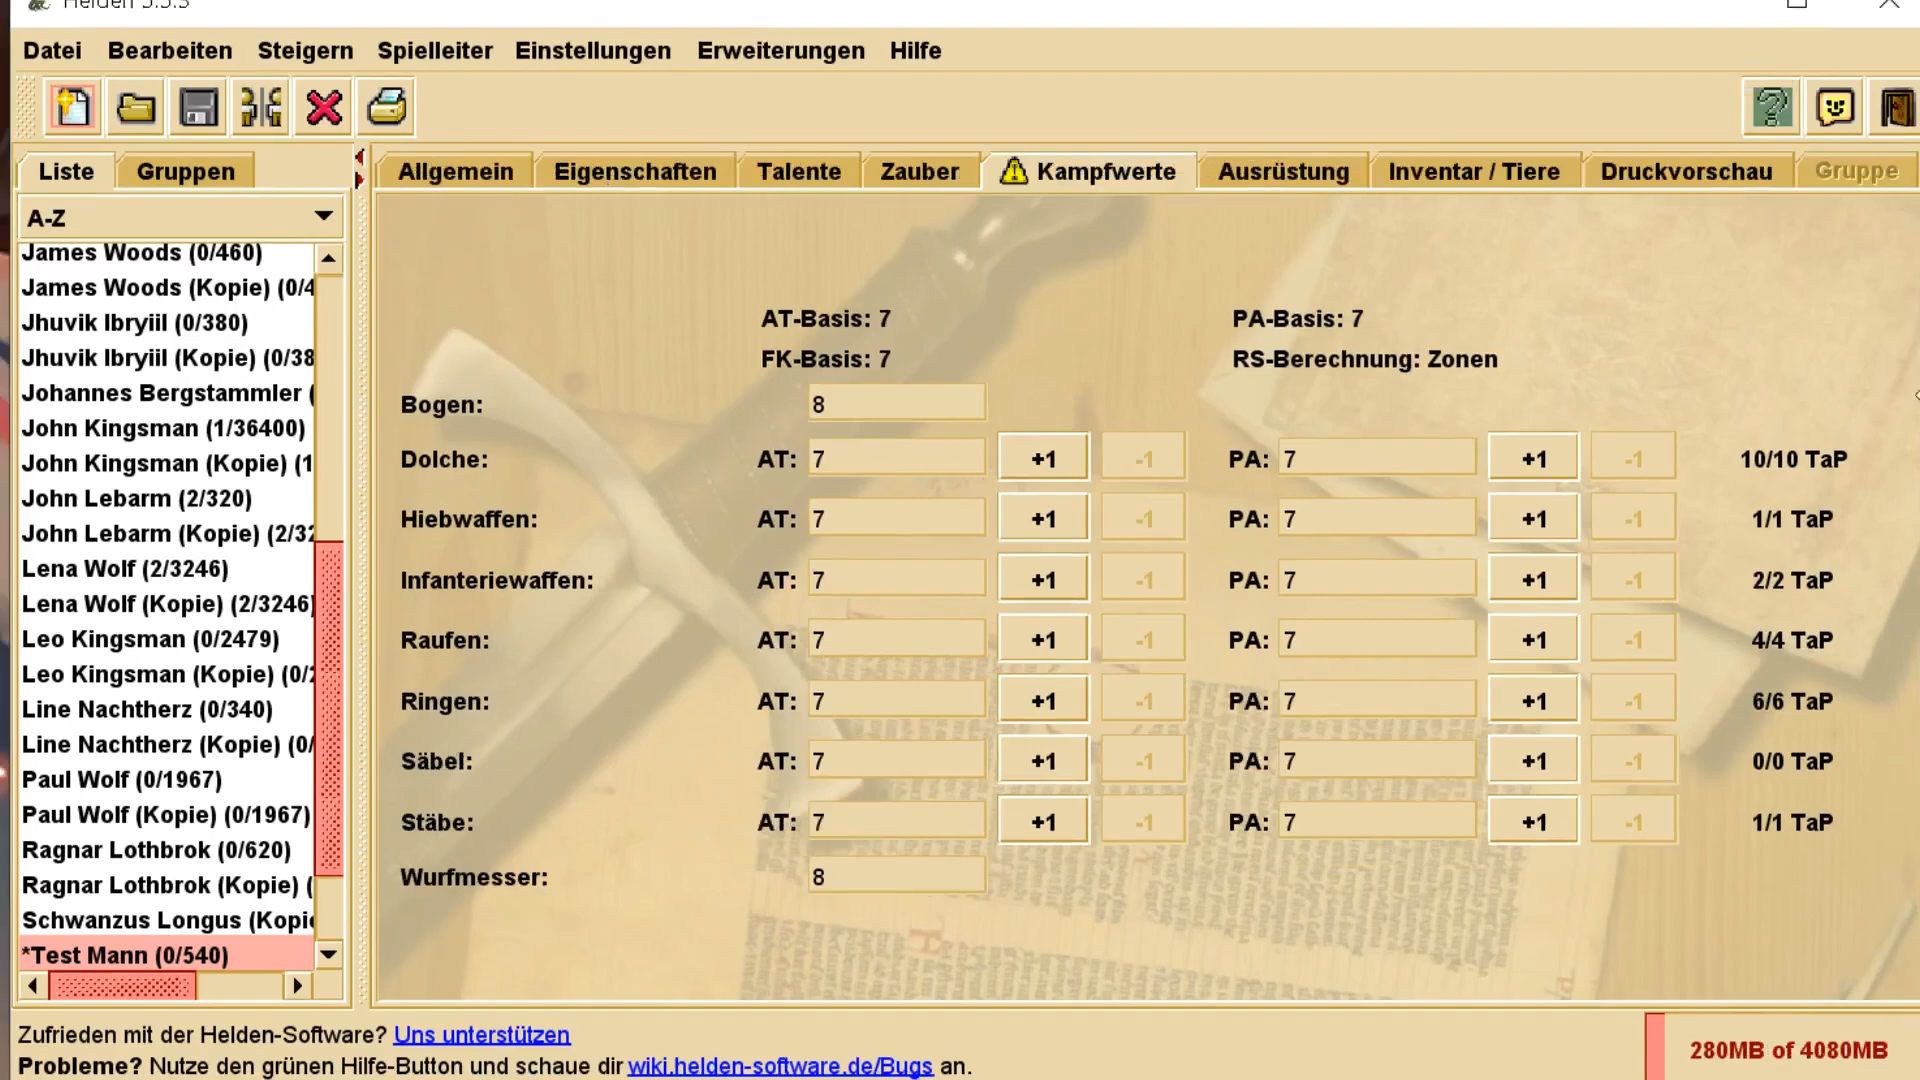 Helden 5.5.3
Datei Bearbeiten Steigern Spielleiter Einstellungen Erweiterungen Hilfe
Liste Gruppen
Allgemein Eigenschaften Talente Zauber Kampfwerte Ausrüstung Inventar / Tiere Druckvorschau Gruppe
A-Z
James Woods (0/460)
James Woods (Kopie) (0/4
Jhuvik Ibryiil (0/380)
Jhuvik Ibryiil (Kopie) (0/38
Johannes Bergstammler (
John Kingsman (1/36400)
John Kingsman (Kopie) (1
John Lebarm (2/320)
John Lebarm (Kopie) (2/32
Lena Wolf (2/3246)
Lena Wolf (Kopie) (2/3246)
Leo Kingsman (0/2479)
Leo Kingsman (Kopie) (0/2
Line Nachtherz (0/340)
Line Nachtherz (Kopie) (0/
Paul Wolf (0/1967)
Paul Wolf (Kopie) (0/1967)
Ragnar Lothbrok (0/620)
Ragnar Lothbrok (Kopie) (
Schwanzus Longus (Kopie
*Test Mann (0/540)
AT-Basis: 7 PA-Basis: 7
FK-Basis: 7 RS-Berechnung: Zonen
Bogen: 8
Dolche: AT: 7 +1 -1 PA: 7 +1 -1 10/10 TaP
Hiebwaffen: AT: 7 +1 -1 PA: 7 +1 -1 1/1 TaP
Infanteriewaffen: AT: 7 +1 -1 PA: 7 +1 -1 2/2 TaP
Raufen: AT: 7 +1 -1 PA: 7 +1 -1 4/4 TaP
Ringen: AT: 7 +1 -1 PA: 7 +1 -1 6/6 TaP
Säbel: AT: 7 +1 -1 PA: 7 +1 -1 0/0 TaP
Stäbe: AT: 7 +1 -1 PA: 7 +1 -1 1/1 TaP
Wurfmesser: 8
Zufrieden mit der Helden-Software? Uns unterstützen
Probleme? Nutze den grünen Hilfe-Button und schaue dir wiki.helden-software.de/Bugs an.
280MB of 4080MB